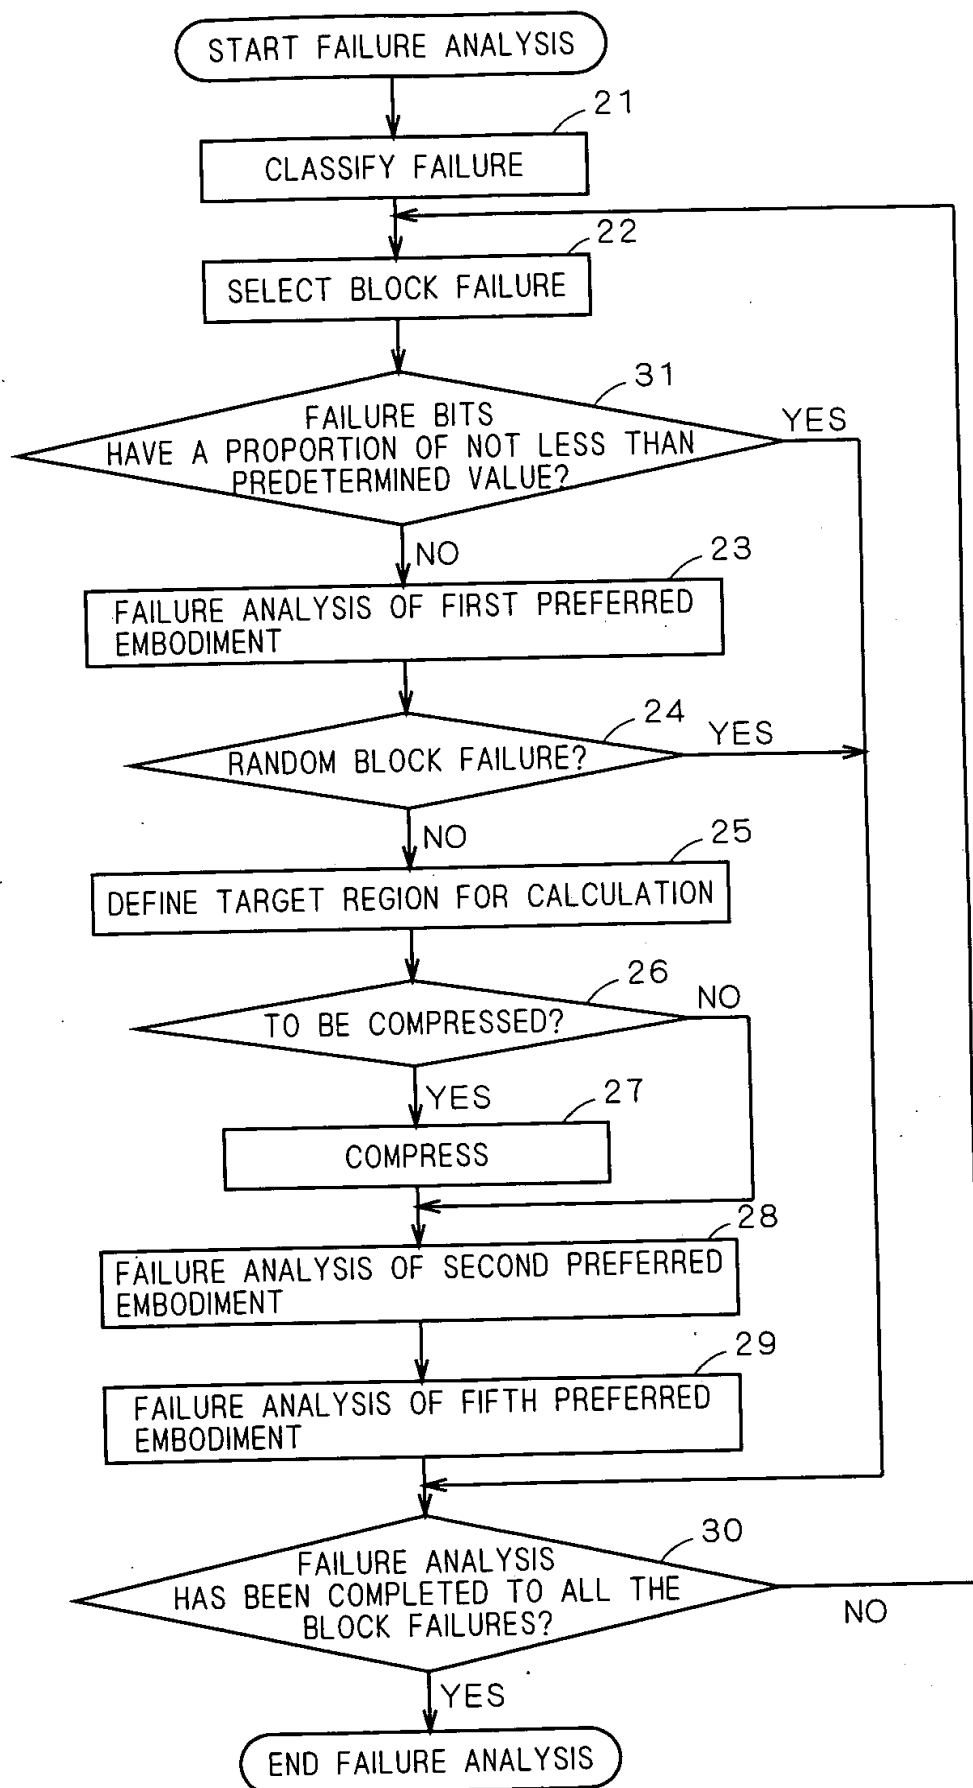 START FAILURE ANALYSIS
21
CLASSIFY FAILURE
22
SELECT BLOCK FAILURE
31
FAILURE BITS
HAVE A PROPORTION OF NOT LESS THAN
PREDETERMINED VALUE?
YES
NO
23
FAILURE ANALYSIS OF FIRST PREFERRED
EMBODIMENT
24
RANDOM BLOCK FAILURE?
YES
NO
25
DEFINE TARGET REGION FOR CALCULATION
26
TO BE COMPRESSED?
NO
YES
27
COMPRESS
28
FAILURE ANALYSIS OF SECOND PREFERRED
EMBODIMENT
29
FAILURE ANALYSIS OF FIFTH PREFERRED
EMBODIMENT
30
FAILURE ANALYSIS
HAS BEEN COMPLETED TO ALL THE
BLOCK FAILURES?
NO
YES
END FAILURE ANALYSIS